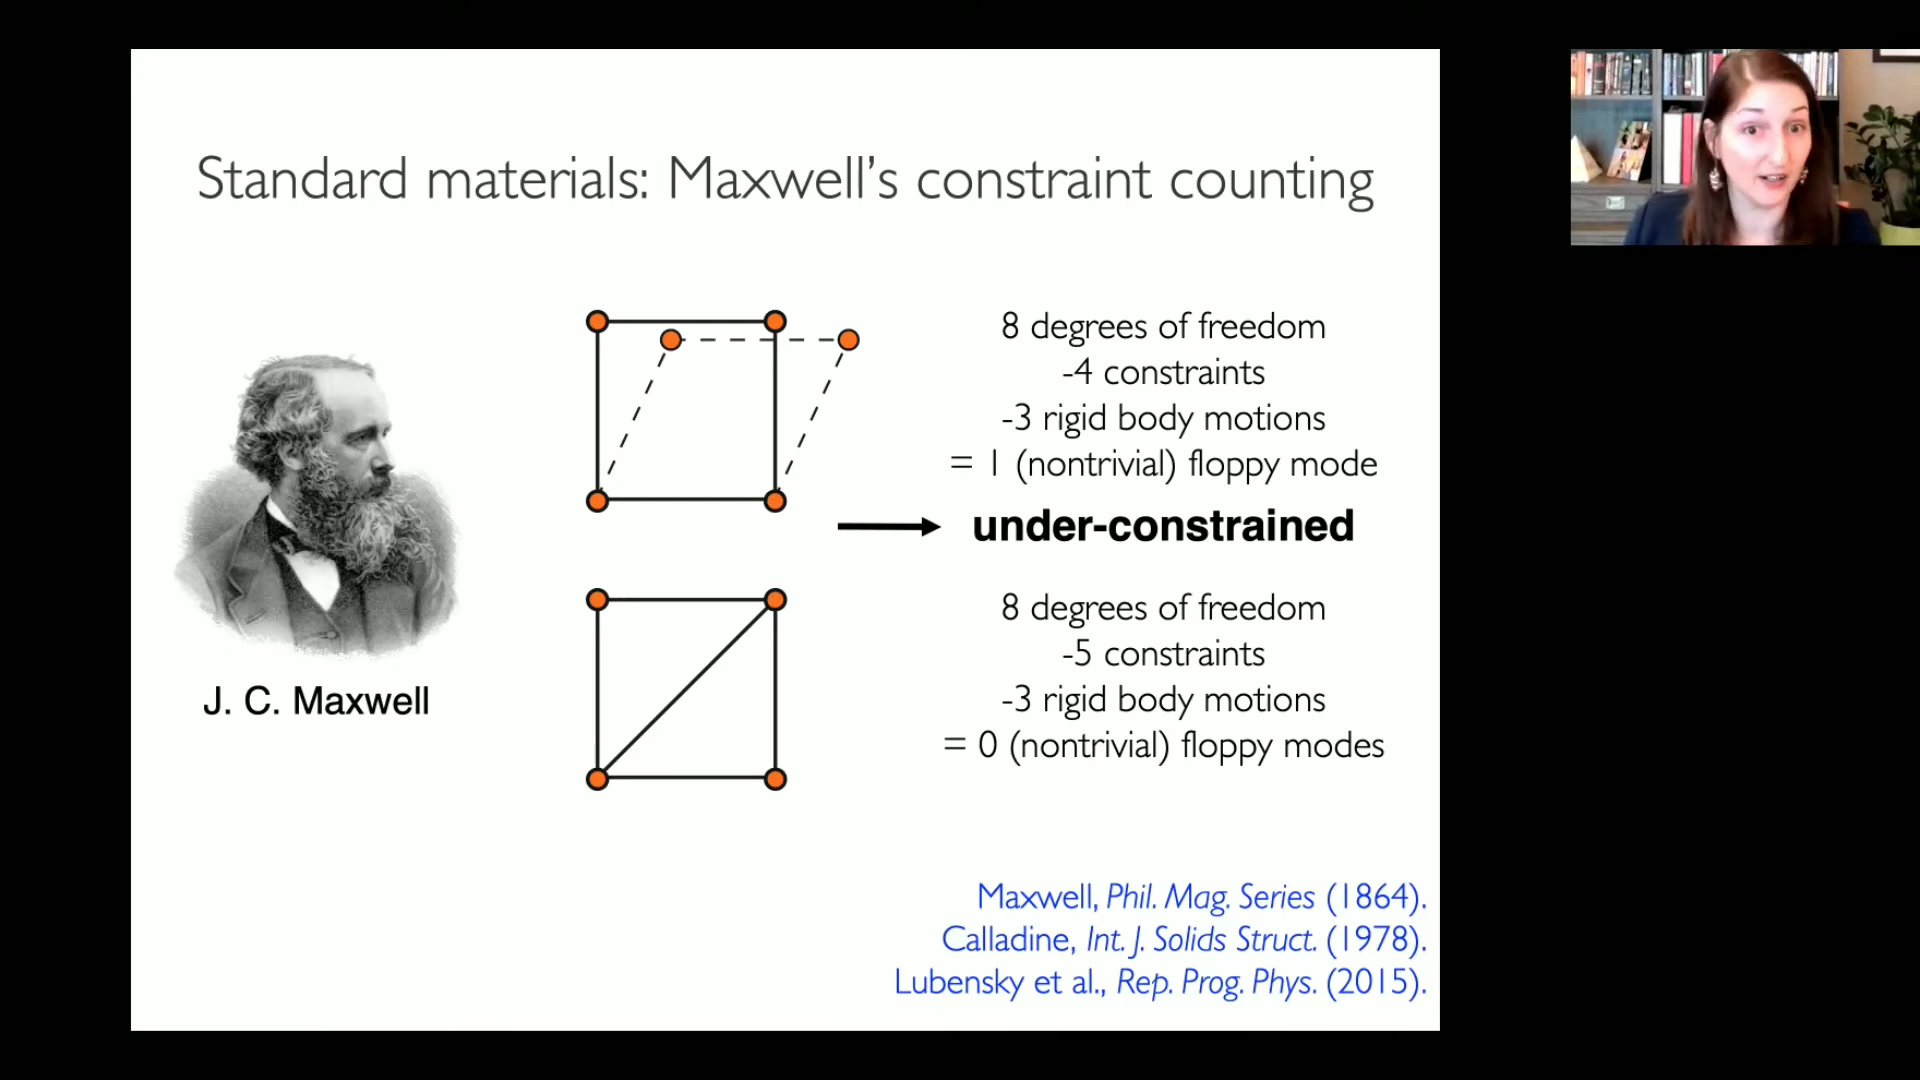 Standard materials: Maxwell's constraint counting
8 degrees of freedom
-4 constraints
-3 rigid body motions
= 1 (nontrivial) floppy mode
under-constrained
8 degrees of freedom
-5 constraints
-3 rigid body motions
= 0 (nontrivial) floppy modes
J. C. Maxwell
Maxwell, Phil. Mag. Series (1864).
Calladine, Int. J. Solids Struct. (1978).
Lubensky et al., Rep. Prog. Phys. (2015).